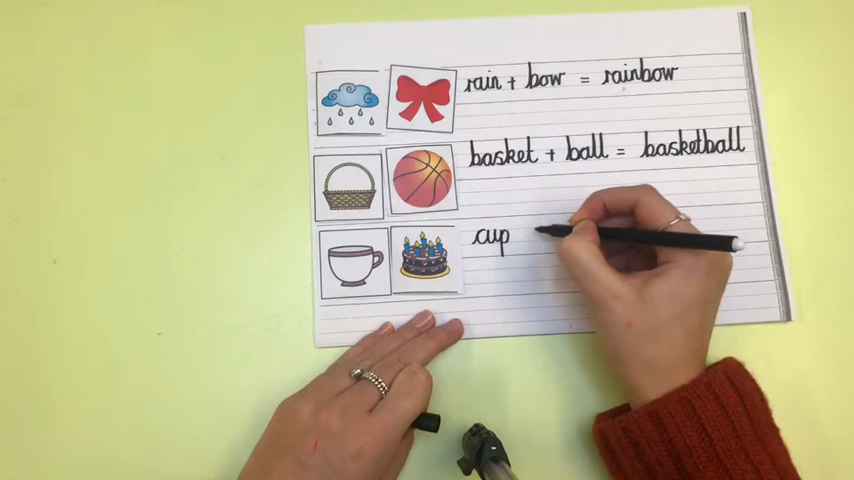 rain + bow = rainbow
basket + ball = basketball
cup